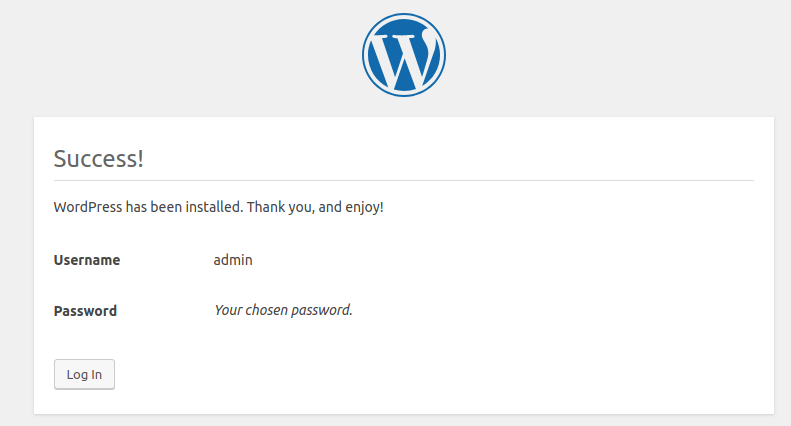 Success!
WordPress has been installed. Thank you, and enjoy!
Username admin
Password Your chosen password.
Log In